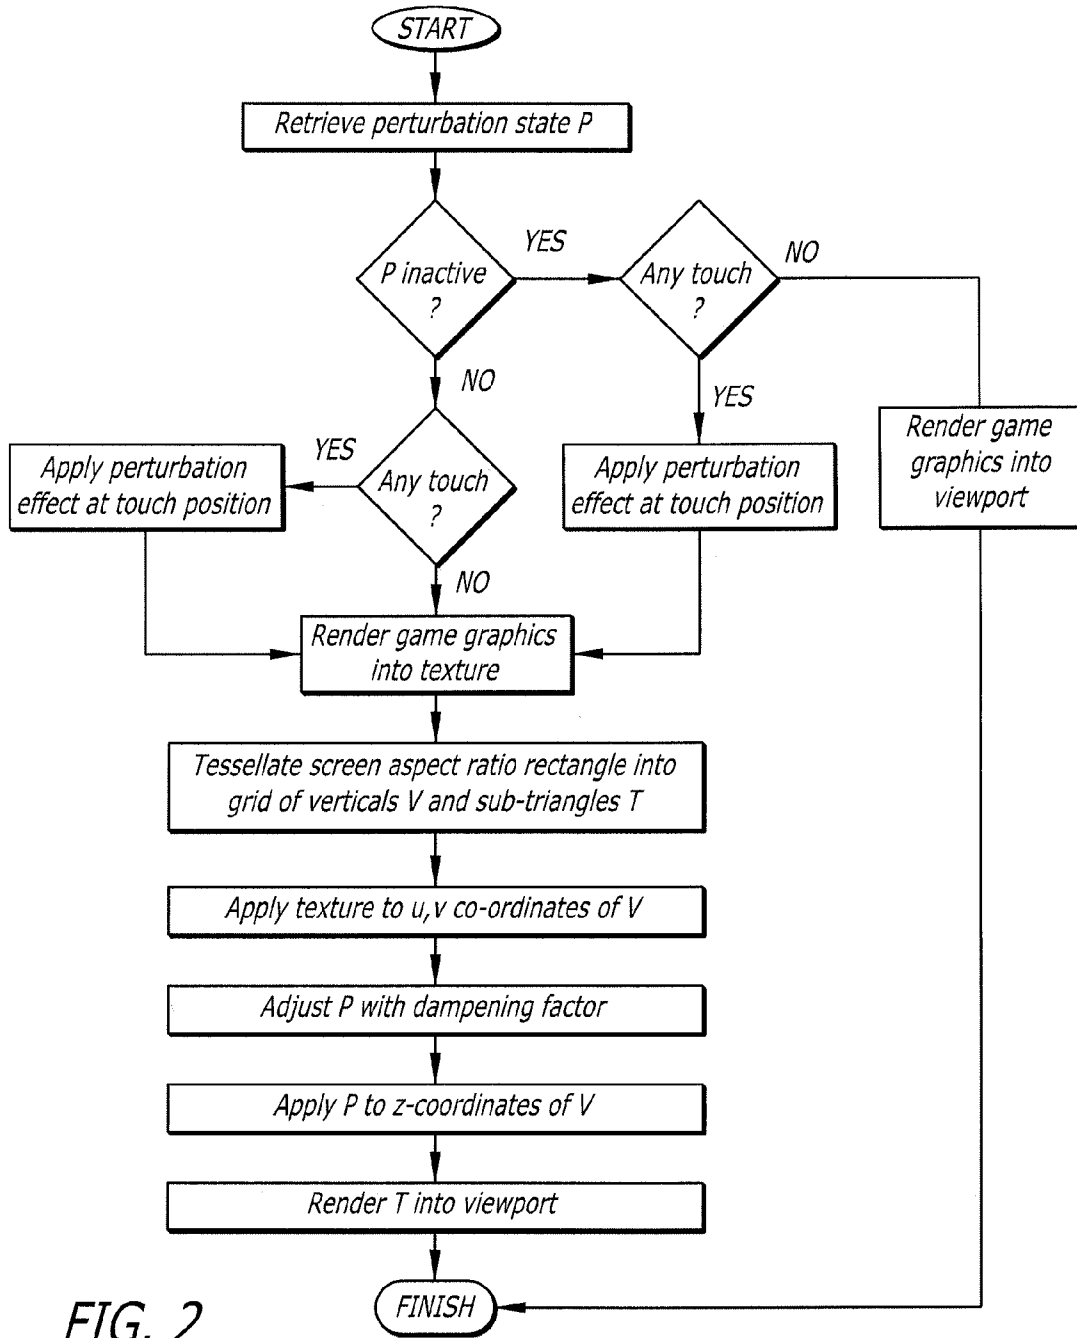 START
Retrieve perturbation state P
P inactive
?
YES
Any touch
?
NO
NO
YES
Any touch
?
YES
Apply perturbation
effect at touch position
Apply perturbation
effect at touch position
Render game
graphics into
viewport
NO
Render game graphics
into texture
Tessellate screen aspect ratio rectangle into
grid of verticals V and sub-triangles T
Apply texture to u,v co-ordinates of V
Adjust P with dampening factor
Apply P to z-coordinates of V
Render T into viewport
FINISH
FIG. 2